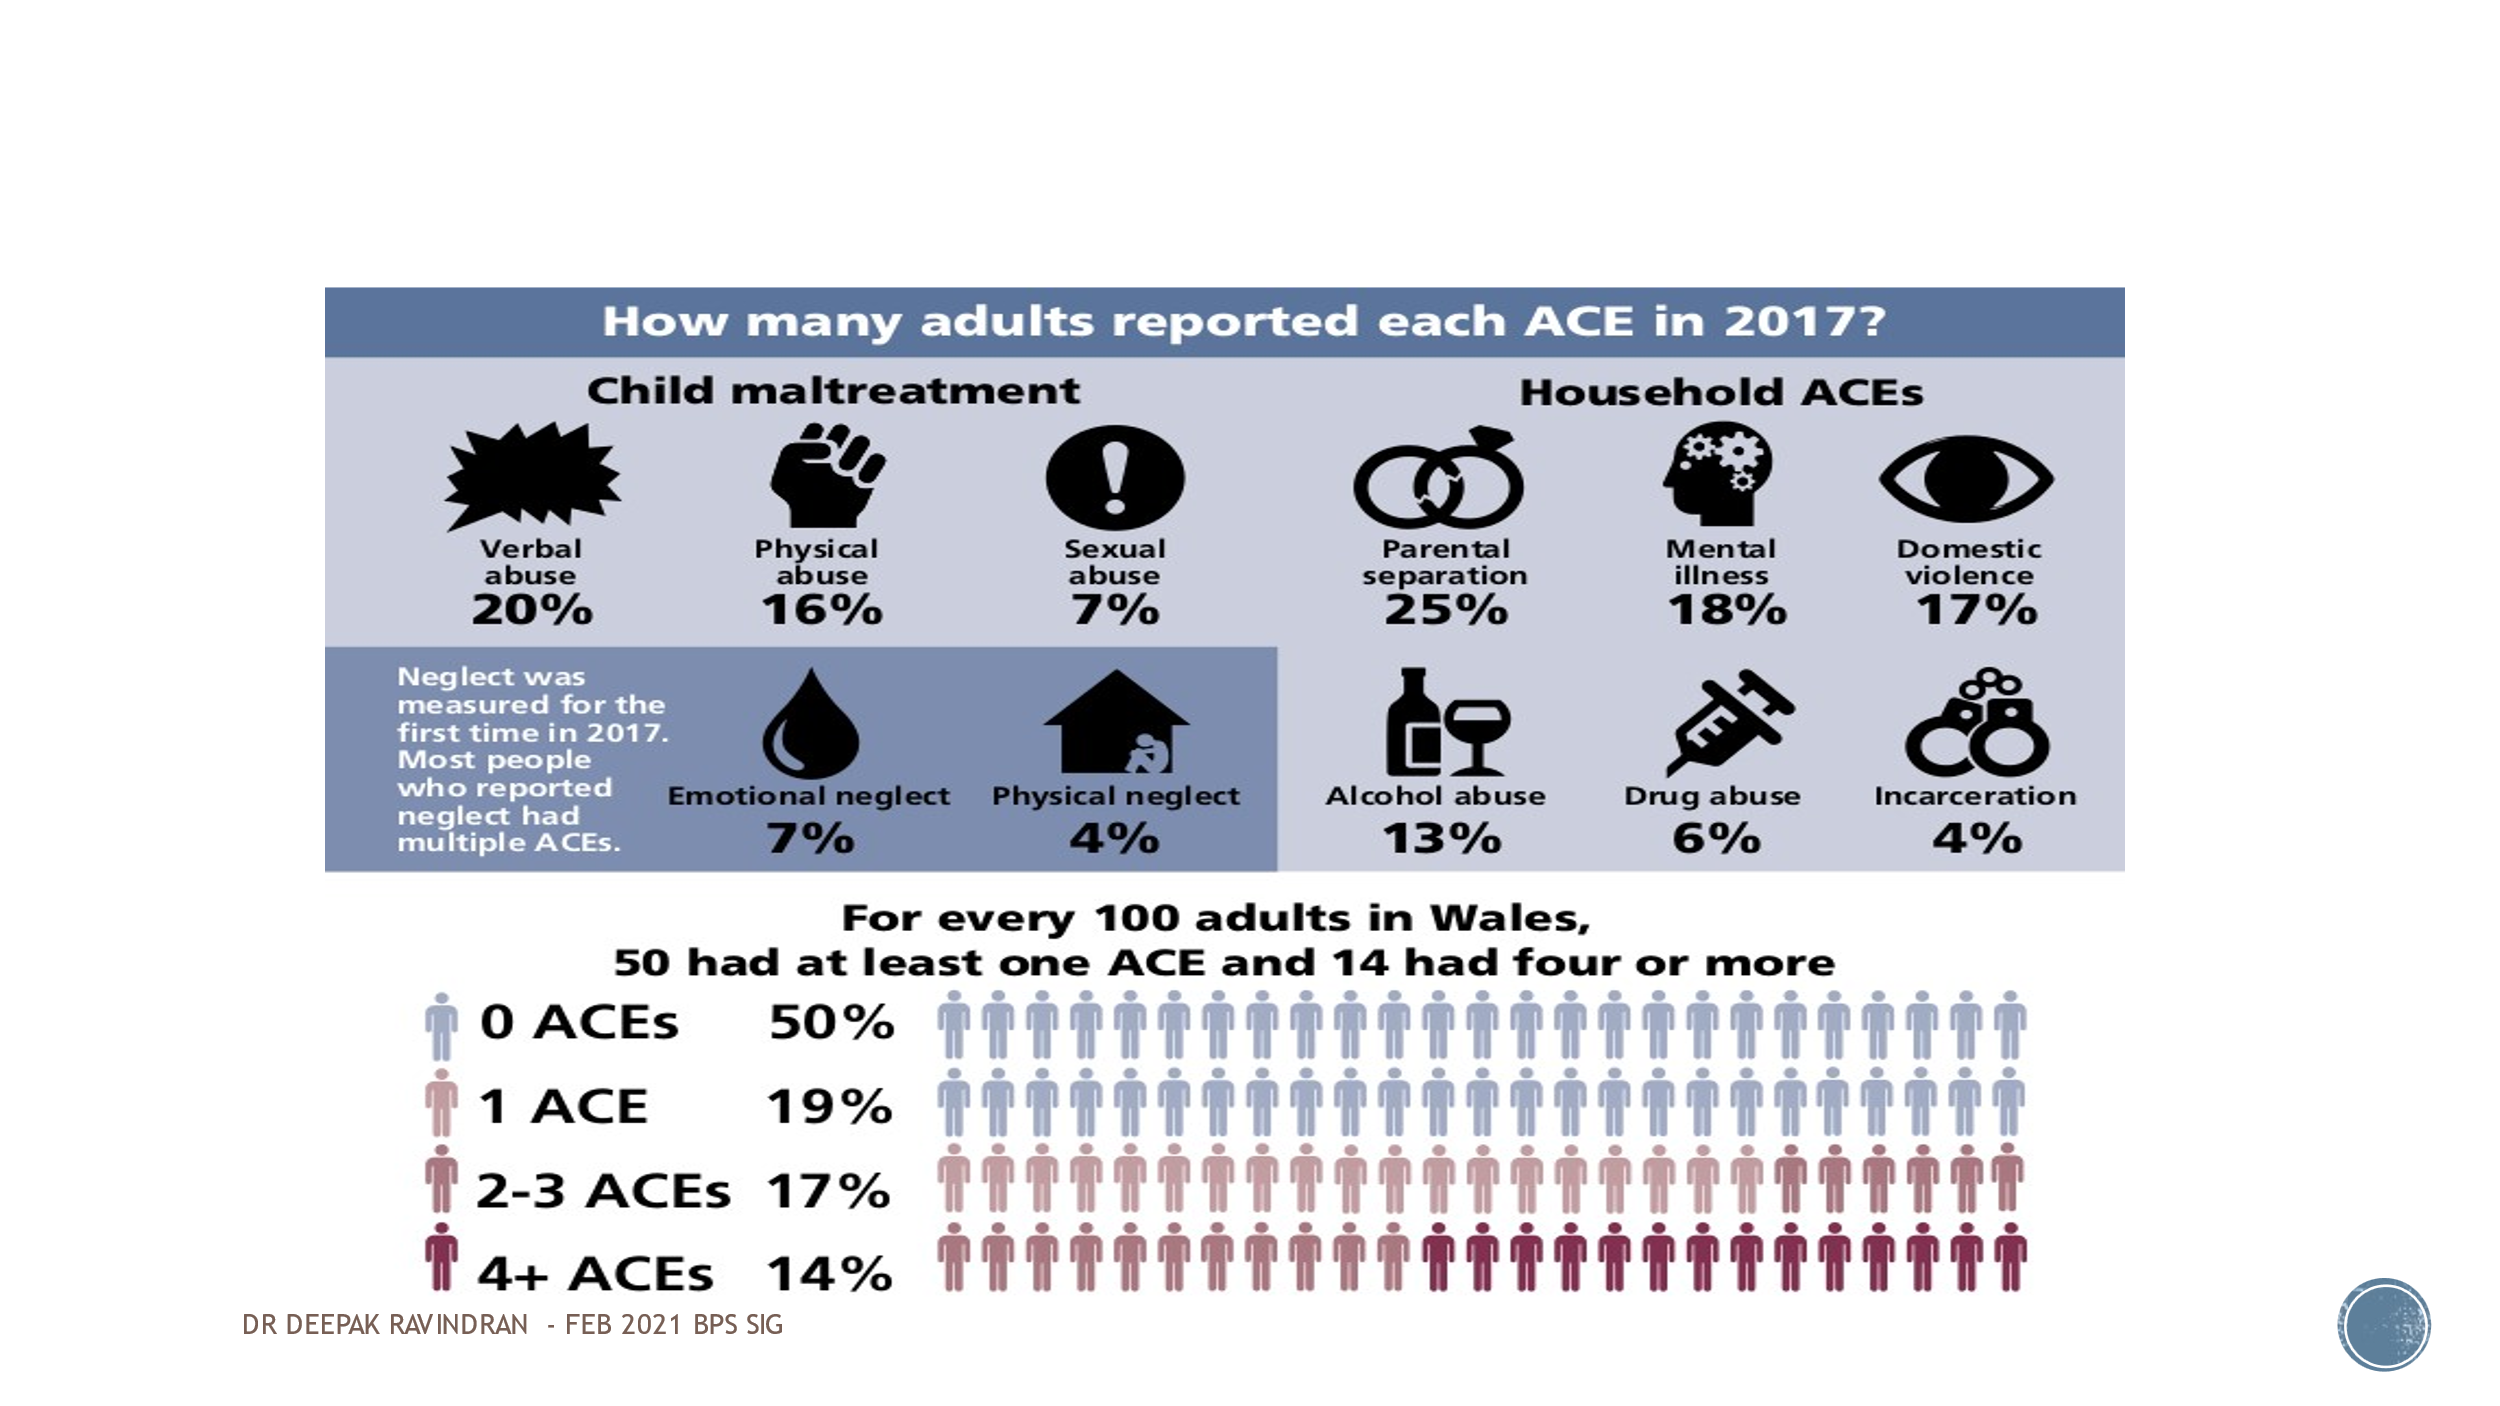 How many adults reported each ACE in 2017?
Child maltreatment
Household ACEs
Verbal
abuse
20%
Physical
abuse
16%
Sexual
abuse
7%
Parental
separation
25%
Mental
illness
18%
Domestic
violence
17%
Neglect was
measured for the
first time in 2017.
Most people
who reported
neglect had
multiple ACEs.
Emotional neglect
7%
Physical neglect
4%
Alcohol abuse
13%
Drug abuse
6%
Incarceration
4%
For every 100 adults in Wales,
50 had at least one ACE and 14 had four or more
0 ACEs 50%
1 ACE 19%
2-3 ACEs 17%
4+ ACEs 14%
DR DEEPAK RAVINDRAN - FEB 2021 BPS SIG